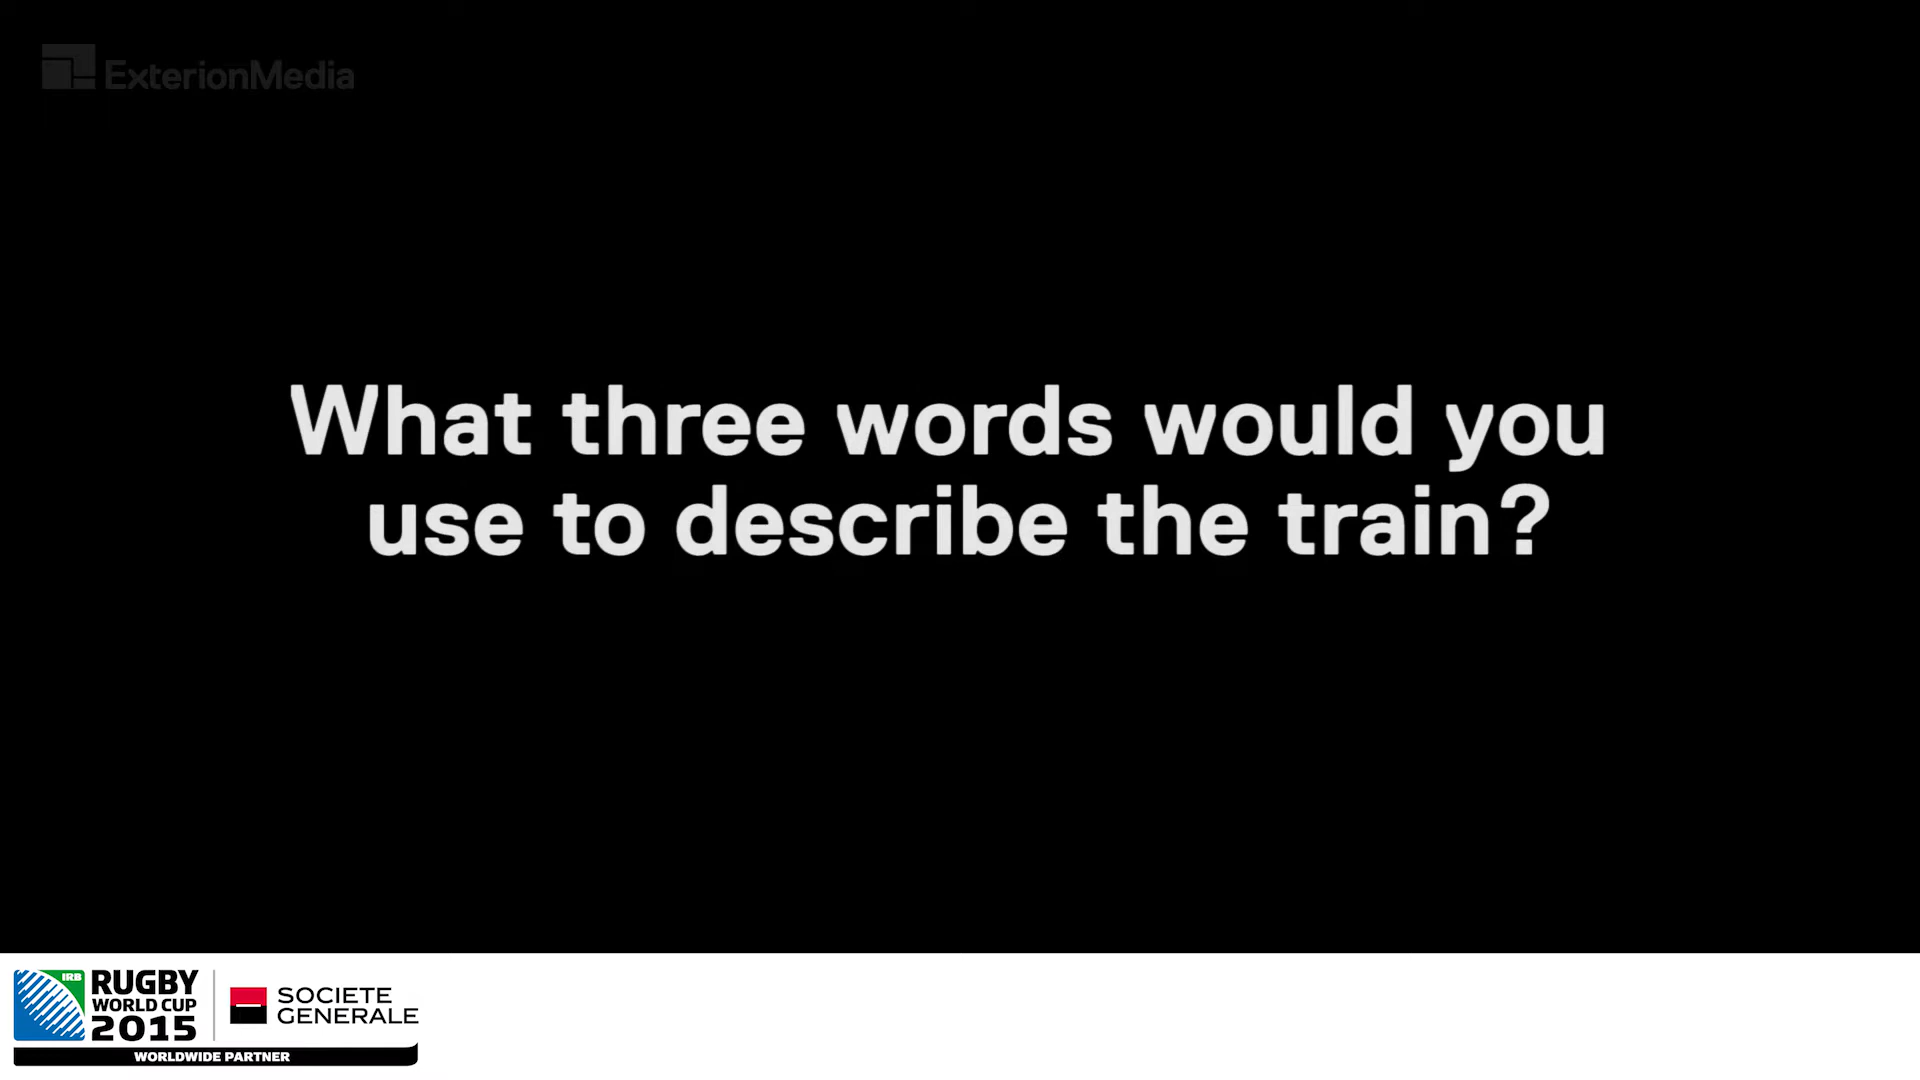 ExterionMedia
What three words would you
use to describe the train?
IRB
RUGBY
WORLD CUP
2015
SOCIETE
GENERALE
WORLDWIDE PARTNER